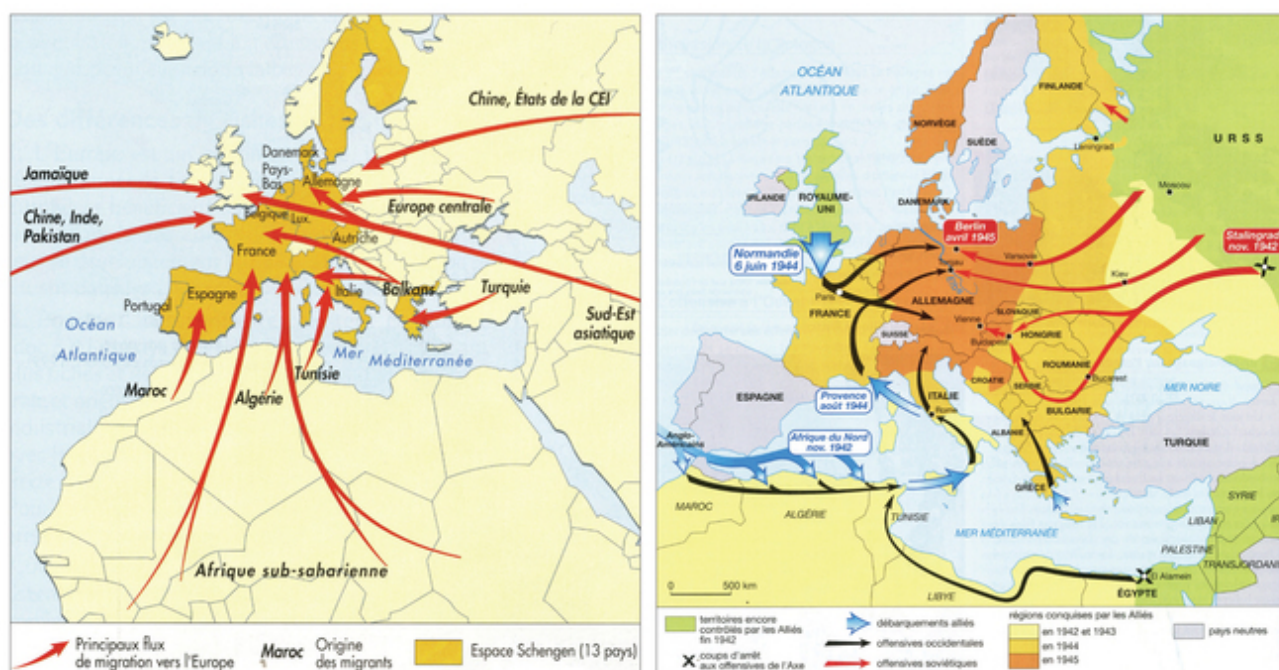 Chine, États de la CEI
Jamaïque
Danemark
Pays-
Bas
Allemagne
Chine, Inde,
Pakistan
Belgique
Lux.
Europe centrale
Autriche
France
Portugal
Espagne
Italie
Balkans
Turquie
Sud-Est
asiatique
Océan
Atlantique
Mer
Méditerranée
Maroc
Algérie
Tunisie
Afrique sub-saharienne
Principaux flux
de migration vers l'Europe
Maroc
Origine
des migrants
Espace Schengen (13 pays)
OCÉAN
ATLANTIQUE
FINLANDE
NORVÈGE
SUÈDE
URSS
Léningrad
Moscou
IRLANDE
ROYAUME-
UNI
DANEMARK
Berlin
avril 1945
Stalingrad
nov. 1942
Normandie
6 juin 1944
Varsovie
Kiev
Paris
FRANCE
ALLEMAGNE
SLOVAQUIE
Vienne
SUISSE
Budapest
HONGRIE
ROUMANIE
CROATIE
SERBIE
Bucarest
MER NOIRE
Provence
août 1944
ITALIE
Rome
BULGARIE
ESPAGNE
ALBANIE
TURQUIE
Anglo-
Américains
Afrique du Nord
nov. 1942
GRÈCE
MAROC
ALGÉRIE
TUNISIE
MER MÉDITERRANÉE
SYRIE
LIBAN
PALESTINE
TRANSJORDANIE
0 500 km
LIBYE
El Alamein
ÉGYPTE
territoires encore
contrôlés par les Alliés
fin 1942
coups d'arrêt
aux offensives de l'Axe
débarquements alliés
offensives occidentales
offensives soviétiques
régions conquises par les Alliés
en 1942 et 1943
en 1944
en 1945
pays neutres